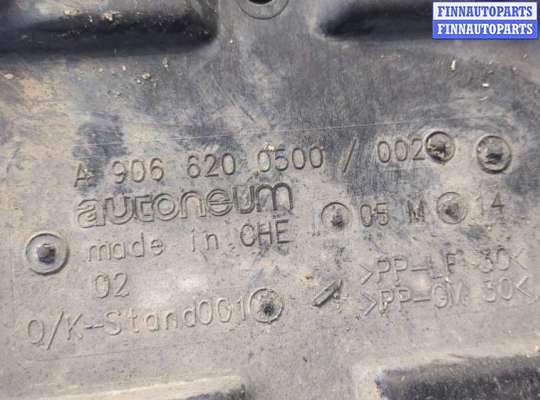 FINNAUTOPARTS
FINNAUTOPARTS
A 906 620 0500 / 002
autoneum
made in CHE
05 M 14
02
>PP-LF 30<
>PP-GM 30<
Q/K-Stand001